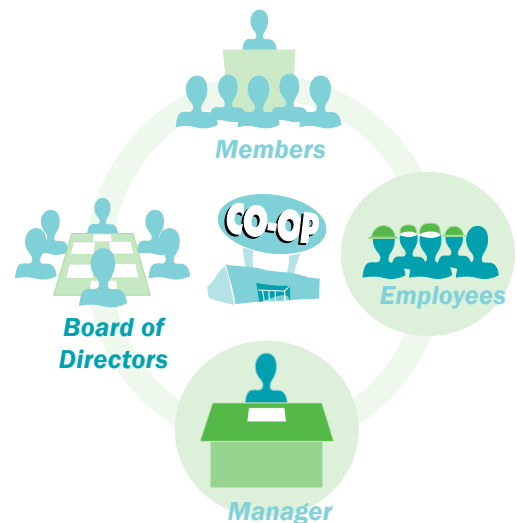 Members
CO-OP
Employees
Board of
Directors
Manager